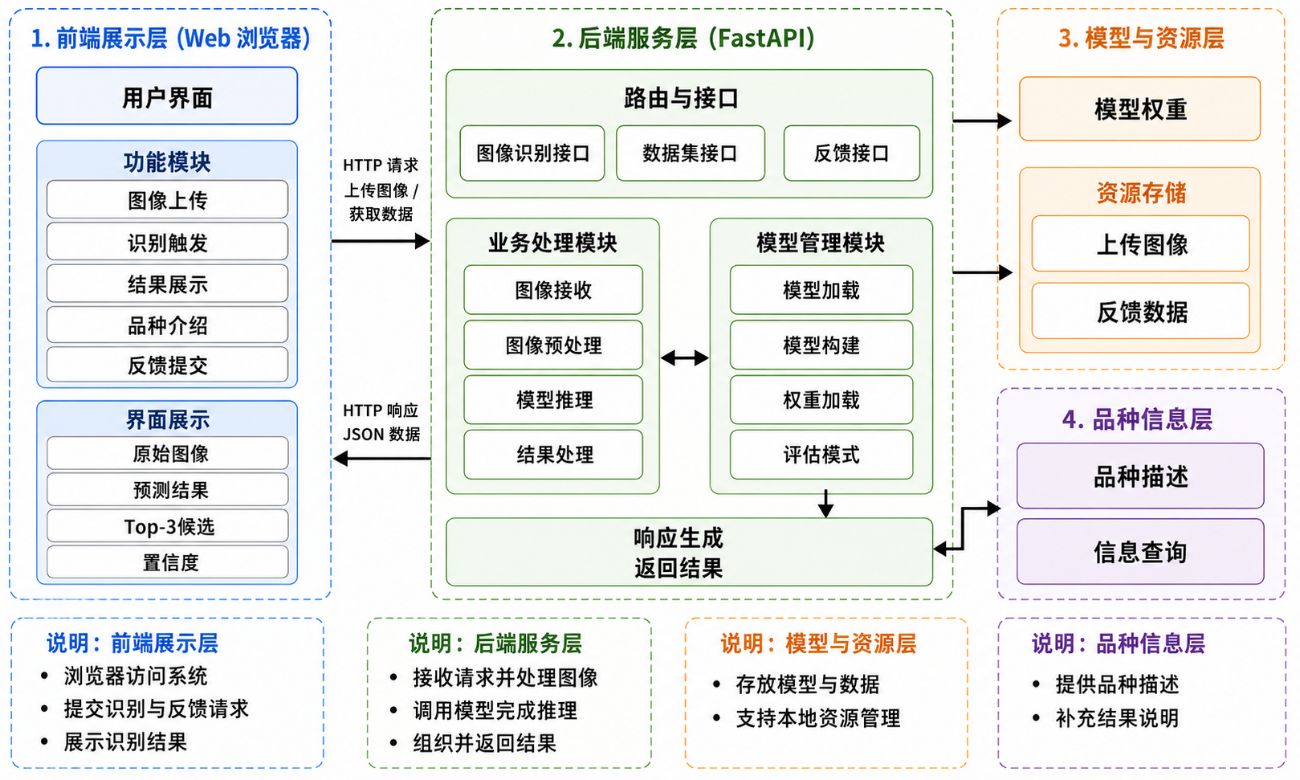 1. 前端展示层 (Web 浏览器)
用户界面
功能模块
图像上传
识别触发
结果展示
品种介绍
反馈提交
界面展示
原始图像
预测结果
Top-3候选
置信度
HTTP 请求
上传图像 /
获取数据
HTTP 响应
JSON 数据
2. 后端服务层 (FastAPI)
路由与接口
图像识别接口
数据集接口
反馈接口
业务处理模块
图像接收
图像预处理
模型推理
结果处理
模型管理模块
模型加载
模型构建
权重加载
评估模式
响应生成
返回结果
3. 模型与资源层
模型权重
资源存储
上传图像
反馈数据
4. 品种信息层
品种描述
信息查询
说明：前端展示层
• 浏览器访问系统
• 提交识别与反馈请求
• 展示识别结果
说明：后端服务层
• 接收请求并处理图像
• 调用模型完成推理
• 组织并返回结果
说明：模型与资源层
• 存放模型与数据
• 支持本地资源管理
说明：品种信息层
• 提供品种描述
• 补充结果说明